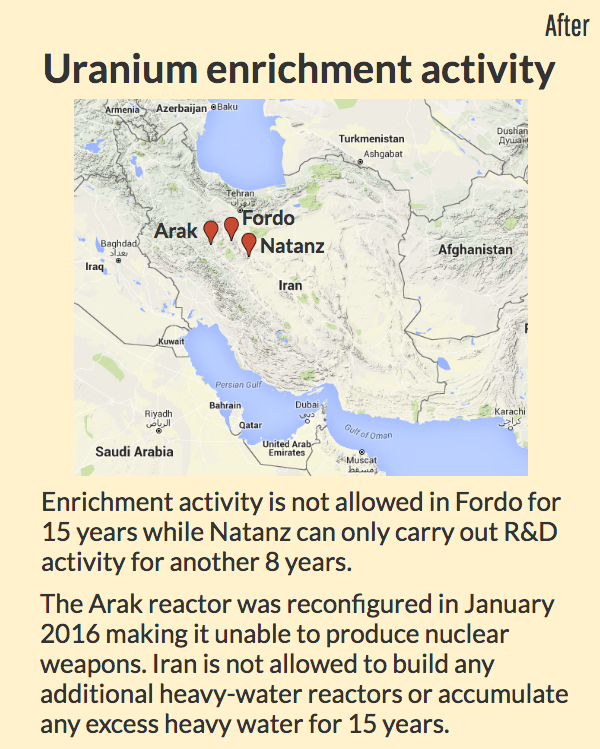 After
Uranium enrichment activity
Armenia
Azerbaijan
Baku
Turkmenistan
Ashgabat
Dushan
Душан
Tehran
تهران
Fordo
Arak
Natanz
Baghdad
بغداد
Afghanistan
Iraq
Iran
Kuwait
Persian Gulf
Bahrain
Dubai
دبي
Karachi
كراچى
Riyadh
الرياض
Qatar
Gulf of Oman
United Arab
Emirates
Saudi Arabia
Muscat
مسقط
Enrichment activity is not allowed in Fordo for
15 years while Natanz can only carry out R&D
activity for another 8 years.
The Arak reactor was reconfigured in January
2016 making it unable to produce nuclear
weapons. Iran is not allowed to build any
additional heavy-water reactors or accumulate
any excess heavy water for 15 years.